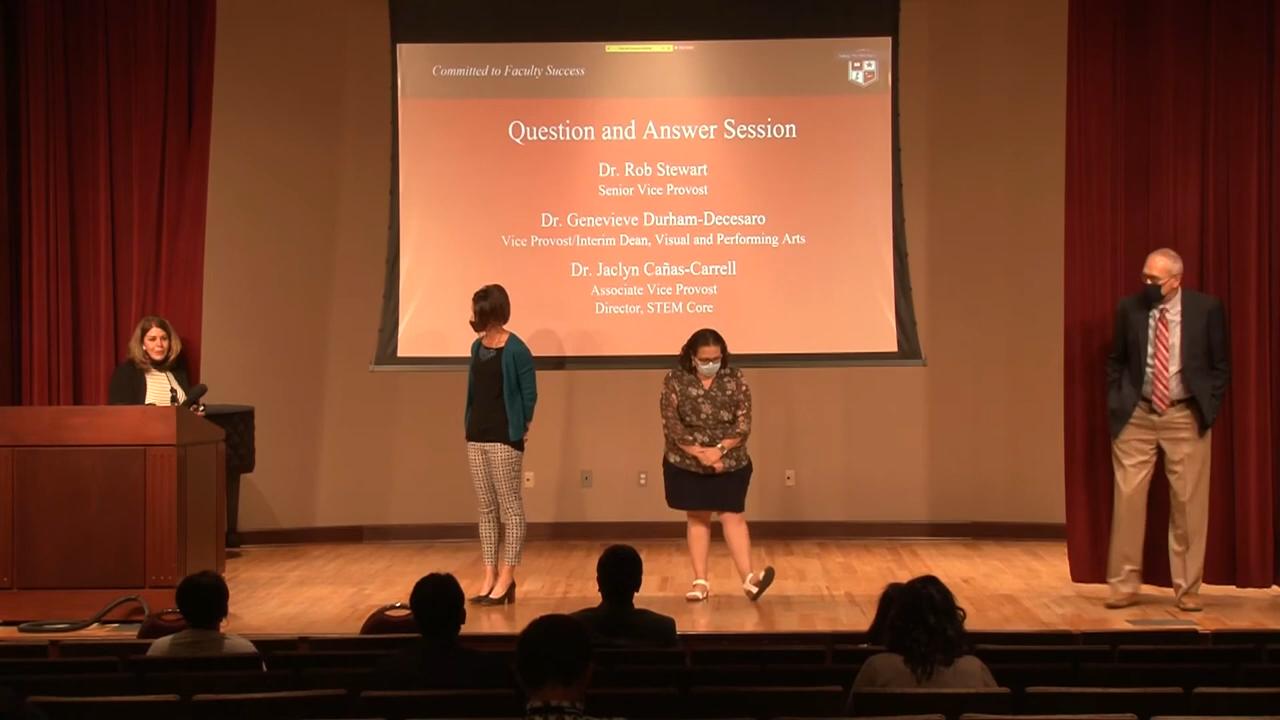 Committed to Faculty Success
Question and Answer Session
Dr. Rob Stewart
Senior Vice Provost
Dr. Genevieve Durham-Decesaro
Vice Provost/Interim Dean, Visual and Performing Arts
Dr. Jaclyn Cañas-Carrell
Associate Vice Provost
Director, STEM Core